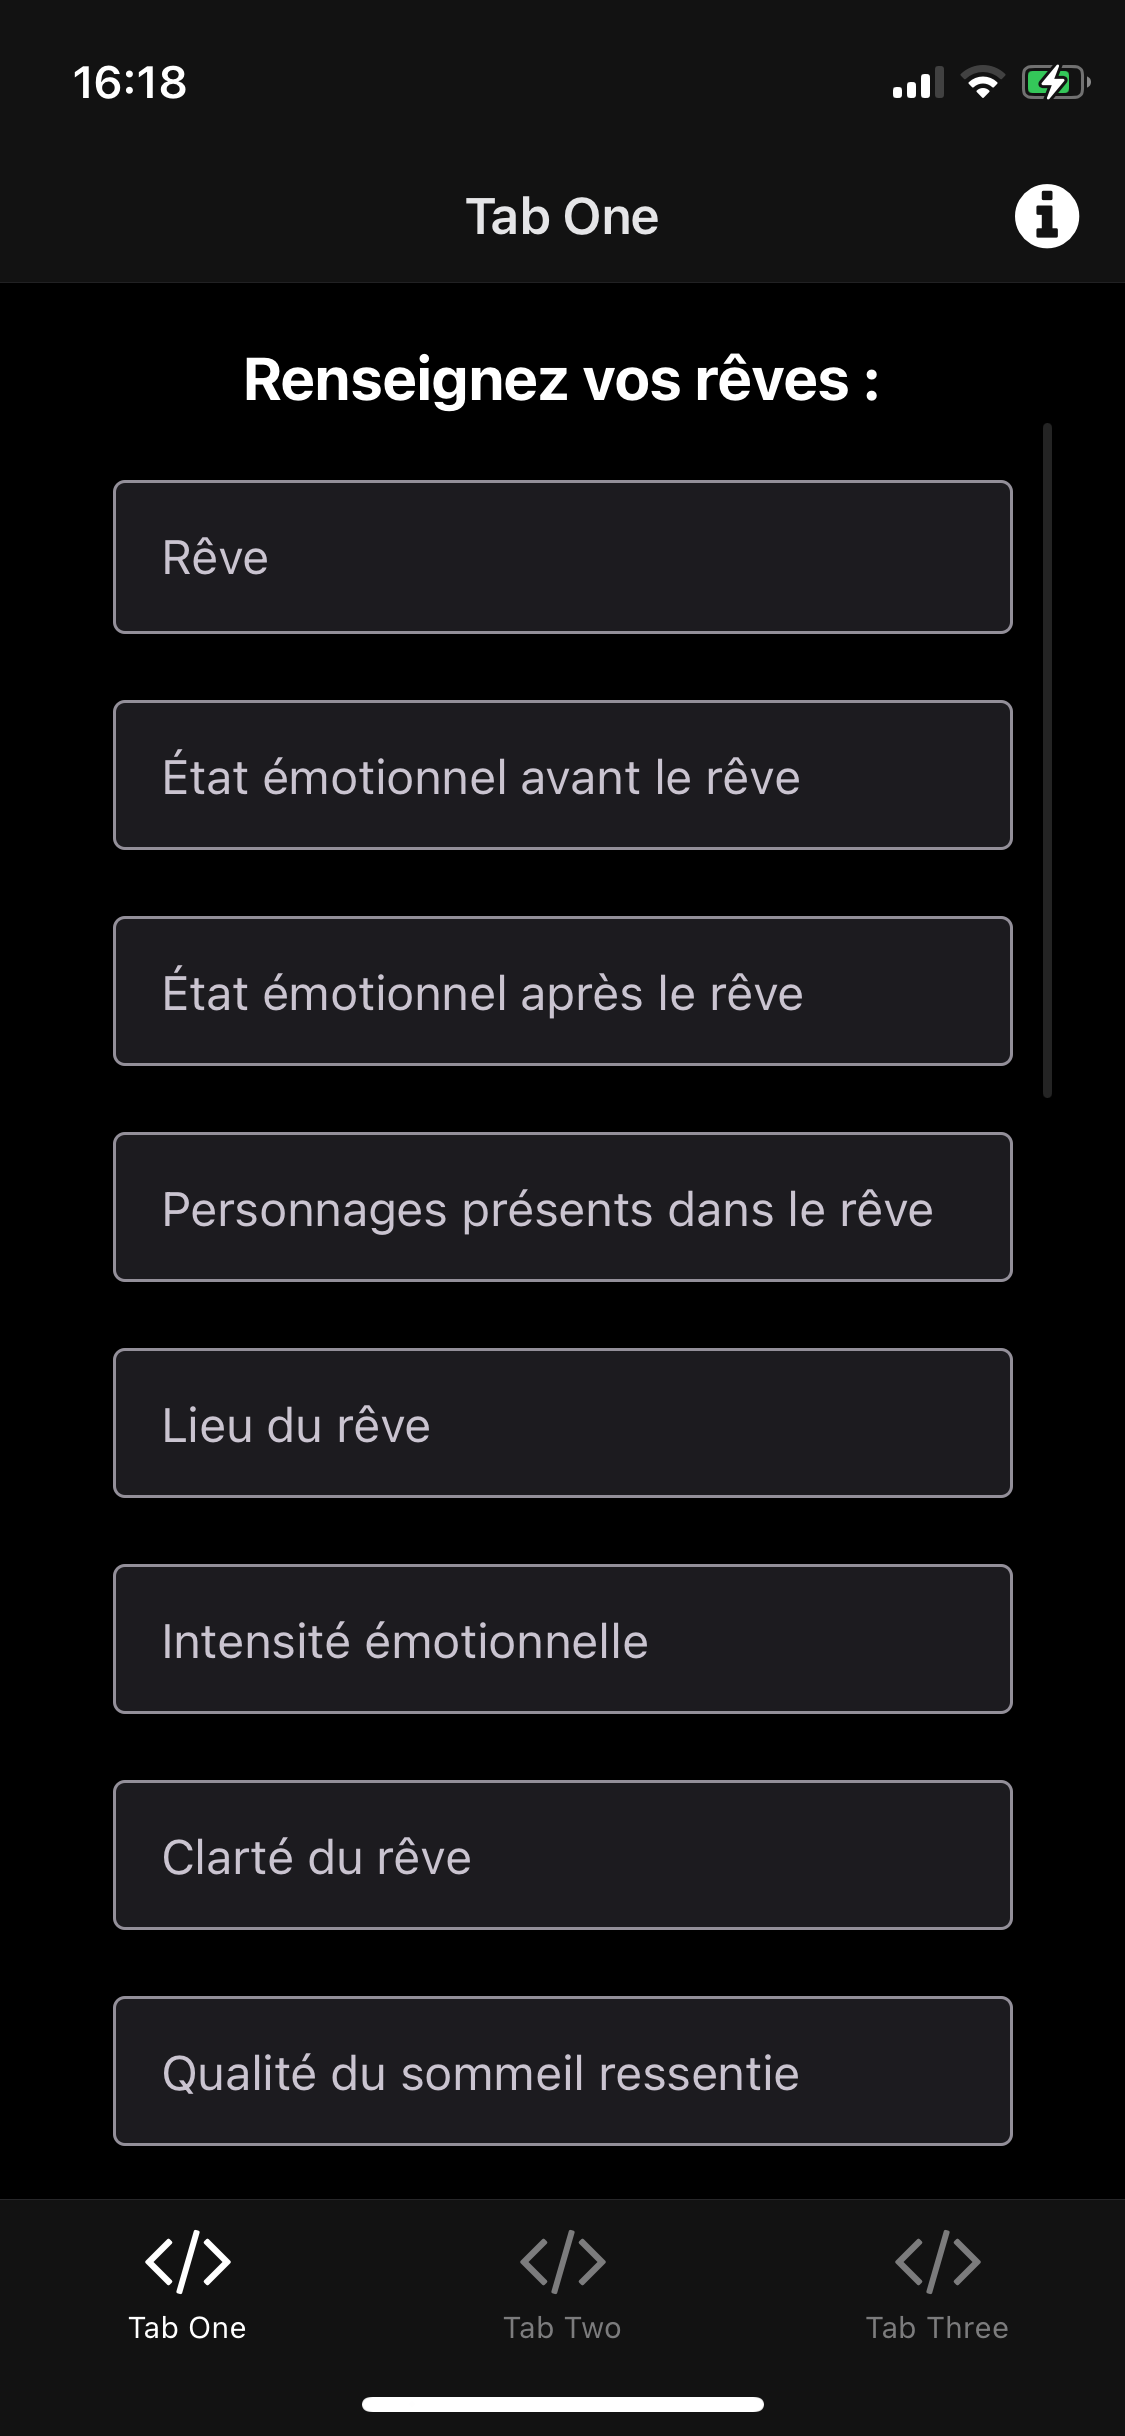 16:18
Tab One
Renseignez vos rêves :
Rêve
État émotionnel avant le rêve
État émotionnel après le rêve
Personnages présents dans le rêve
Lieu du rêve
Intensité émotionnelle
Clarté du rêve
Qualité du sommeil ressentie
Tab One
Tab Two
Tab Three